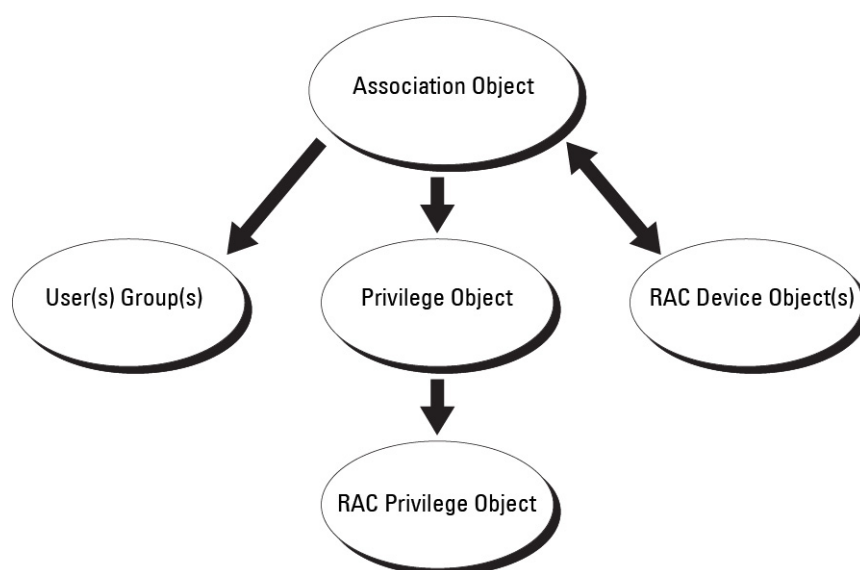 Association Object
User(s) Group(s)
Privilege Object
RAC Device Object(s)
RAC Privilege Object